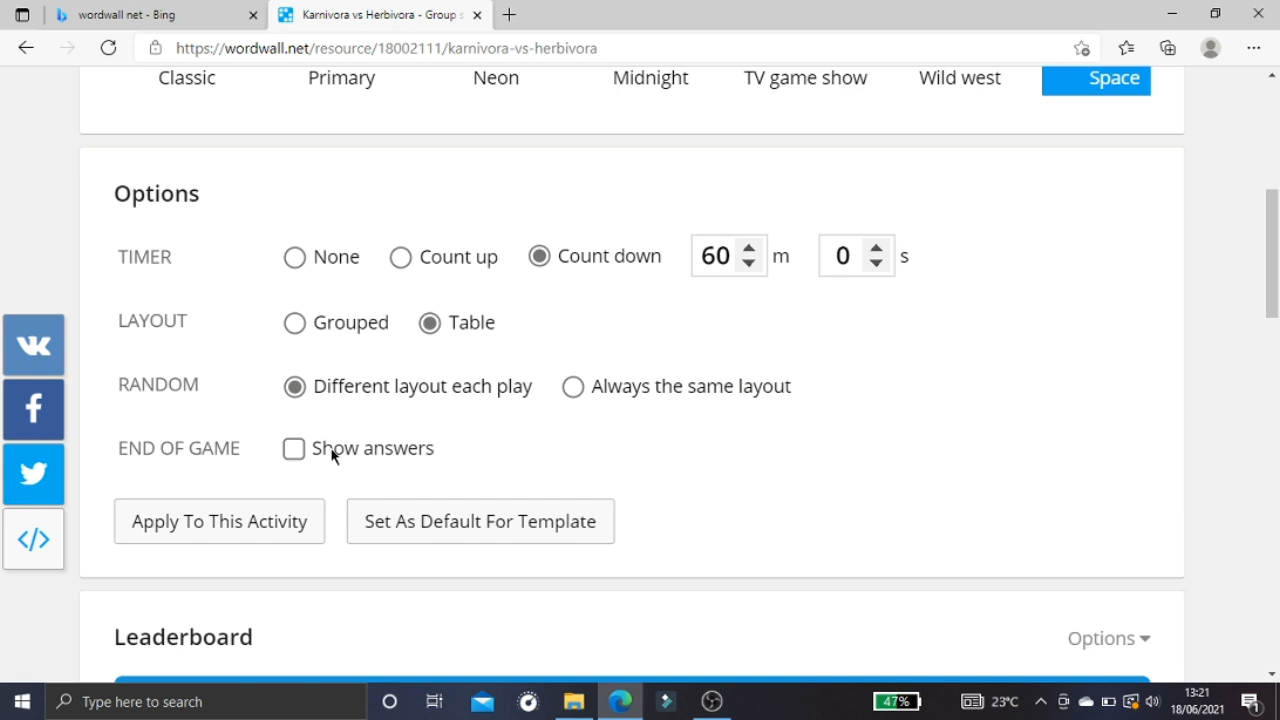 wordwall net - Bing
Karnivora vs Herbivora - Group s
https://wordwall.net/resource/18002111/karnivora-vs-herbivora
Classic Primary Neon Midnight TV game show Wild west Space
Options
TIMER None Count up Count down 60 m 0 s
LAYOUT Grouped Table
RANDOM Different layout each play Always the same layout
END OF GAME Show answers
Apply To This Activity Set As Default For Template
Leaderboard Options
Type here to search 47% 23°C 13:21
18/06/2021